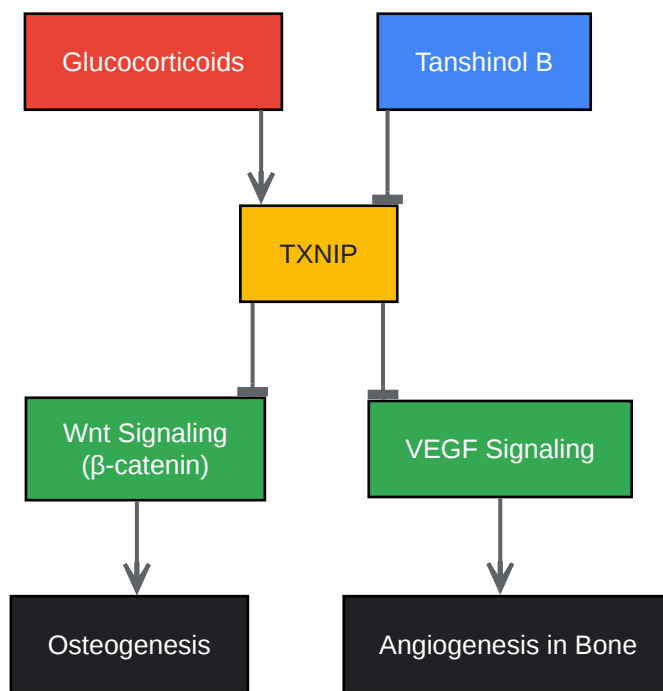 Glucocorticoids
Tanshinol B
TXNIP
Wnt Signaling
(β-catenin)
VEGF Signaling
Osteogenesis
Angiogenesis in Bone